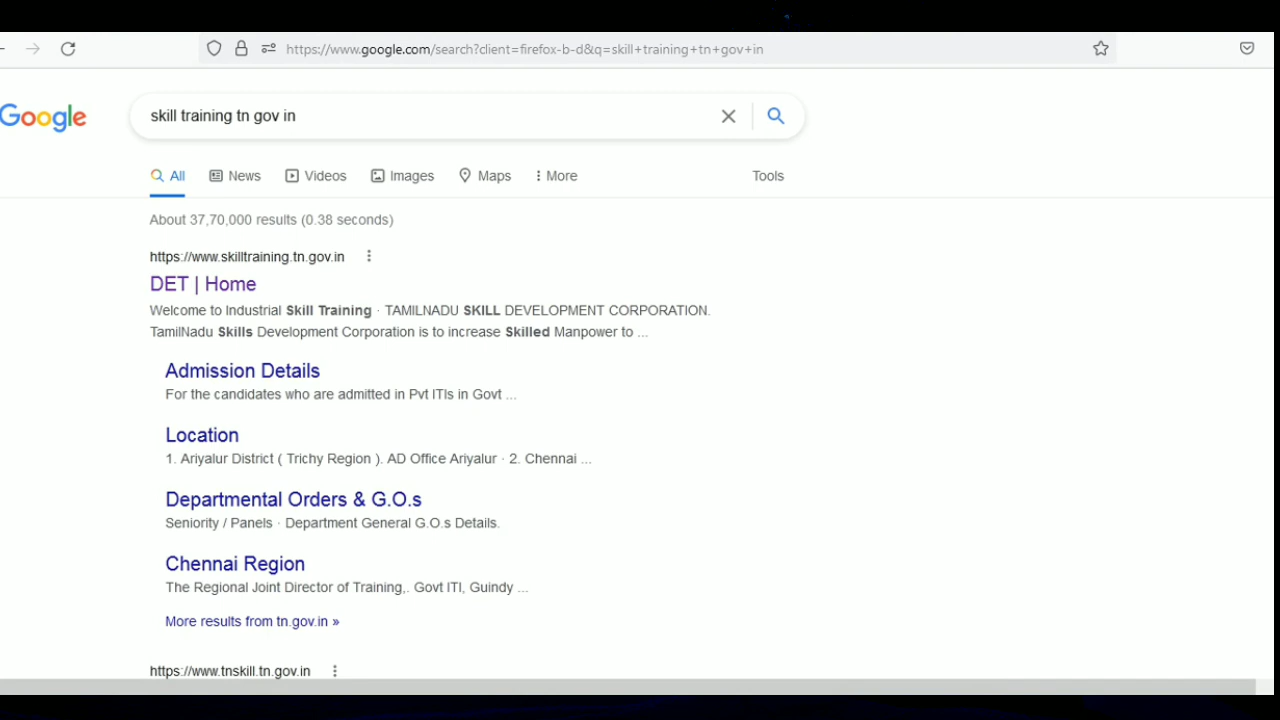 https://www.google.com/search?client=firefox-b-d&q=skill+training+tn+gov+in
Google
skill training tn gov in
All
News
Videos
Images
Maps
More
Tools
About 37,70,000 results (0.38 seconds)
https://www.skilltraining.tn.gov.in
DET | Home
Welcome to Industrial Skill Training · TAMILNADU SKILL DEVELOPMENT CORPORATION.
TamilNadu Skills Development Corporation is to increase Skilled Manpower to ...
Admission Details
For the candidates who are admitted in Pvt ITIs in Govt ...
Location
1. Ariyalur District ( Trichy Region ). AD Office Ariyalur · 2. Chennai ...
Departmental Orders & G.O.s
Seniority / Panels · Department General G.O.s Details.
Chennai Region
The Regional Joint Director of Training,. Govt ITI, Guindy ...
More results from tn.gov.in »
https://www.tnskill.tn.gov.in